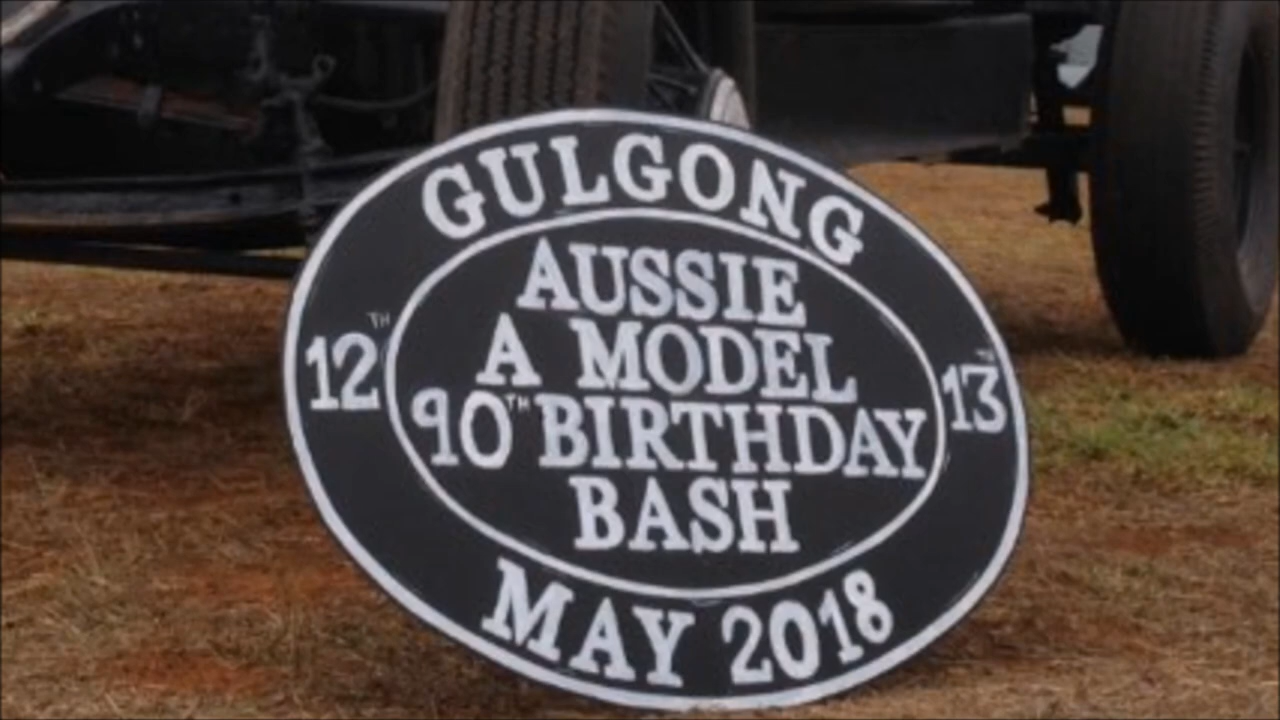 GULGONG
AUSSIE
A MODEL
90TH BIRTHDAY
BASH
12TH
13TH
MAY 2018